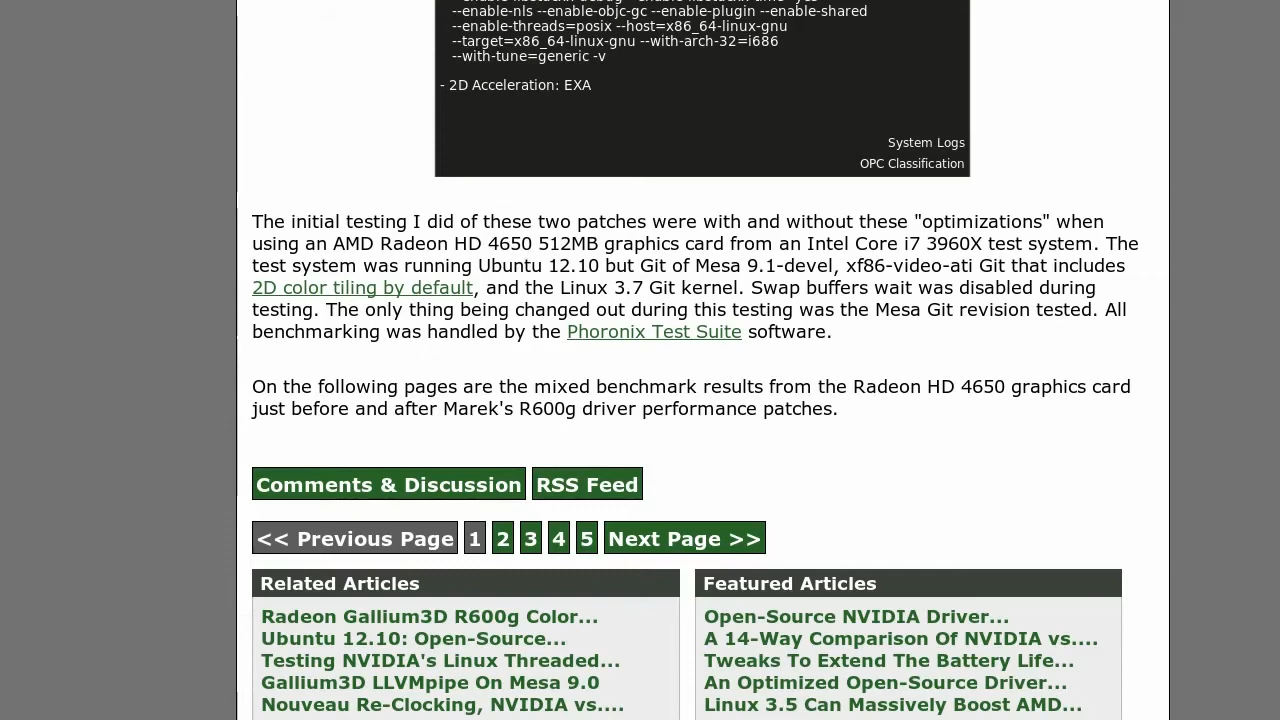 --enable-nls --enable-objc-gc --enable-plugin --enable-shared
--enable-threads=posix --host=x86_64-linux-gnu
--target=x86_64-linux-gnu --with-arch-32=i686
--with-tune=generic -v
- 2D Acceleration: EXA
System Logs
OPC Classification
The initial testing I did of these two patches were with and without these "optimizations" when
using an AMD Radeon HD 4650 512MB graphics card from an Intel Core i7 3960X test system. The
test system was running Ubuntu 12.10 but Git of Mesa 9.1-devel, xf86-video-ati Git that includes
2D color tiling by default, and the Linux 3.7 Git kernel. Swap buffers wait was disabled during
testing. The only thing being changed out during this testing was the Mesa Git revision tested. All
benchmarking was handled by the Phoronix Test Suite software.
On the following pages are the mixed benchmark results from the Radeon HD 4650 graphics card
just before and after Marek's R600g driver performance patches.
Comments & Discussion RSS Feed
<< Previous Page 1 2 3 4 5 Next Page >>
Related Articles
Radeon Gallium3D R600g Color...
Ubuntu 12.10: Open-Source...
Testing NVIDIA's Linux Threaded...
Gallium3D LLVMpipe On Mesa 9.0
Nouveau Re-Clocking, NVIDIA vs....
Featured Articles
Open-Source NVIDIA Driver...
A 14-Way Comparison Of NVIDIA vs....
Tweaks To Extend The Battery Life...
An Optimized Open-Source Driver...
Linux 3.5 Can Massively Boost AMD...